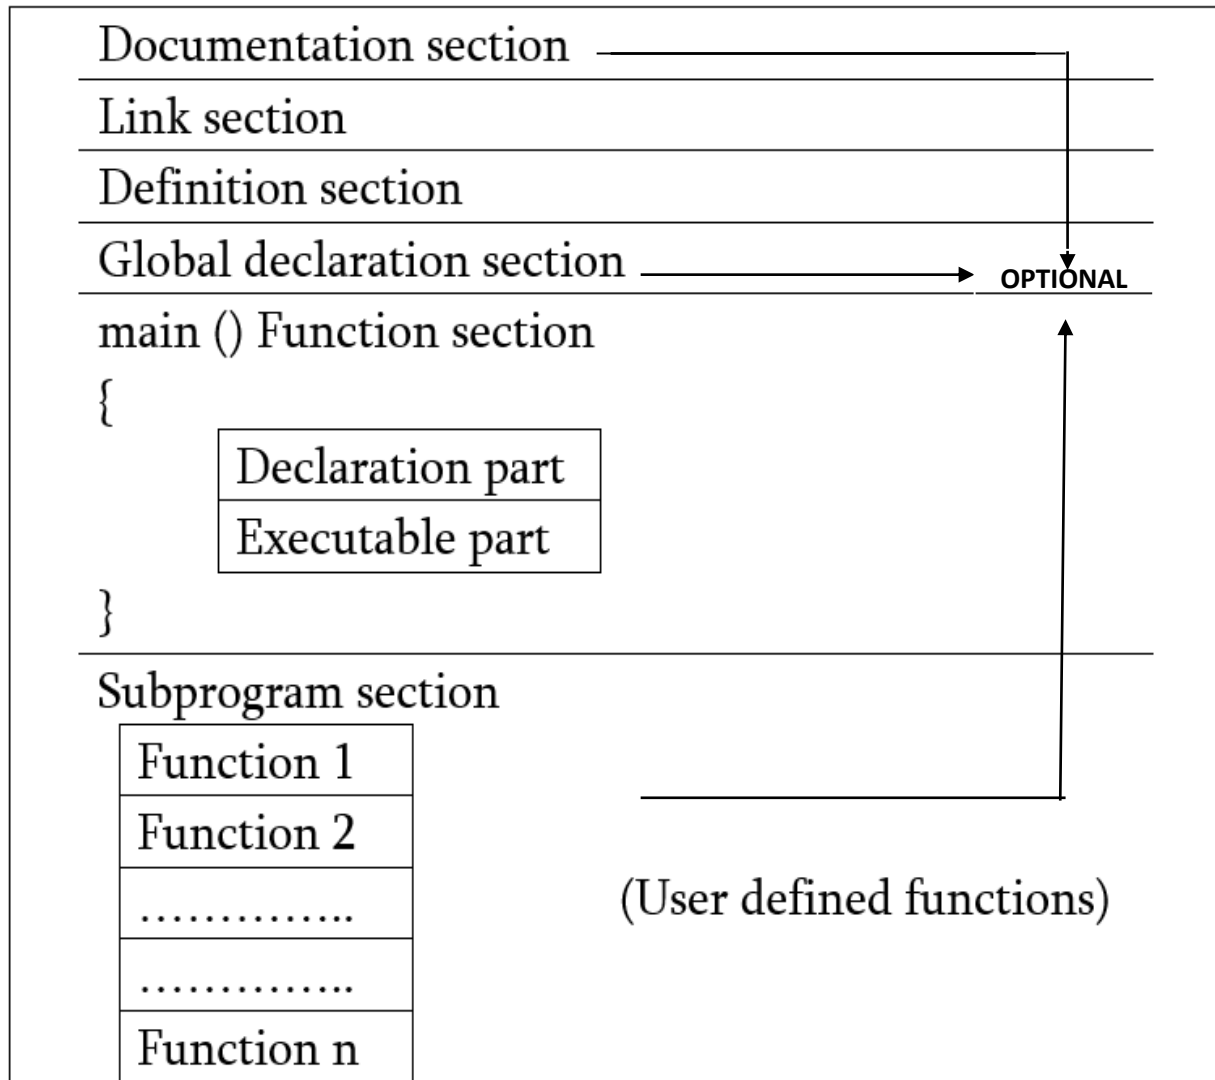 Documentation section
Link section
Definition section
Global declaration section
OPTIONAL
main () Function section
{
Declaration part
Executable part
}
Subprogram section
Function 1
Function 2
…………..
(User defined functions)
…………..
Function n